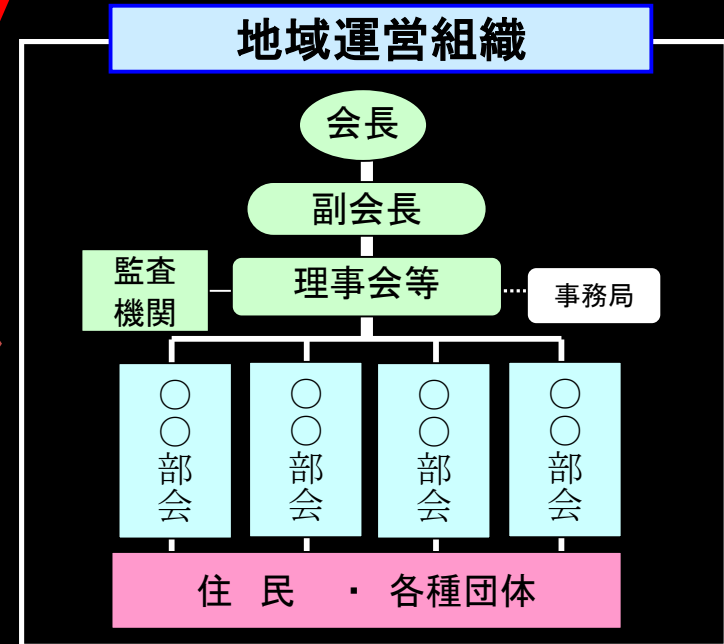 地域運営組織
会長
副会長
監査
機関
理事会等
事務局
○○部会
○○部会
○○部会
○○部会
住民・各種団体